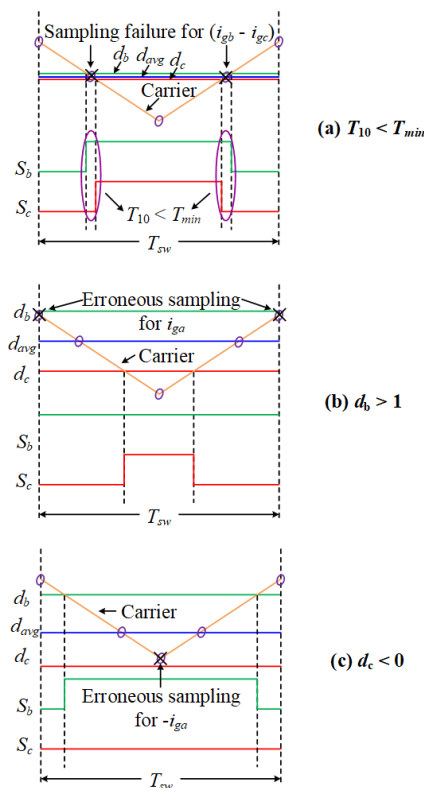 Sampling failure for (i_gb - i_gc)
d_b d_avg d_c
Carrier
(a) T_10 < T_min
S_b
S_c
T_10 < T_min
T_sw
d_b
Erroneous sampling
for i_ga
d_avg
Carrier
d_c
(b) d_b > 1
S_b
S_c
T_sw
d_b
Carrier
d_avg
d_c
(c) d_c < 0
Erroneous sampling
for -i_ga
S_b
S_c
T_sw